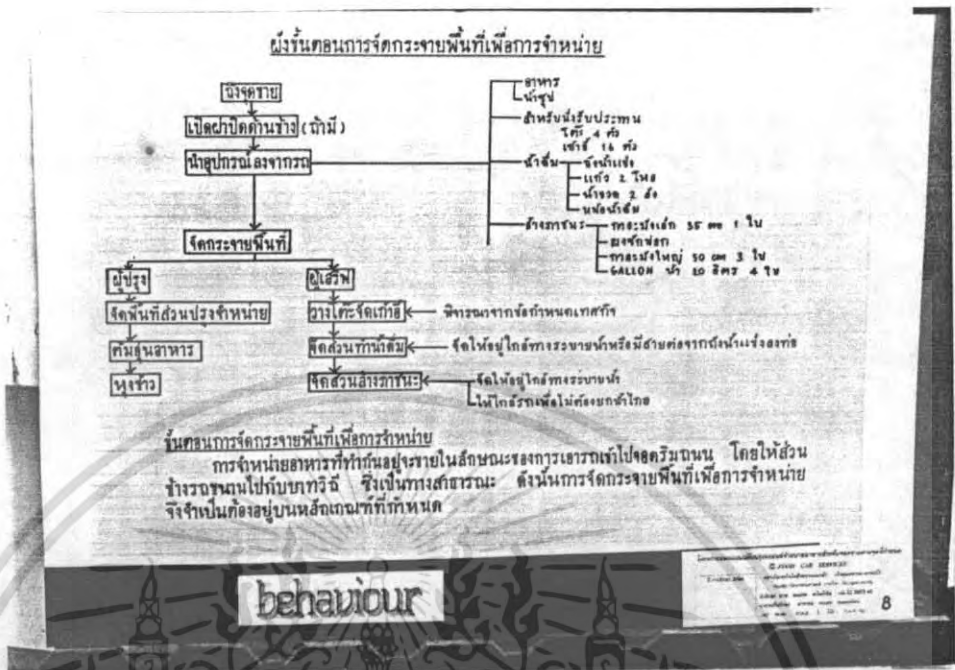 ผังขั้นตอนการจัดกระจายพื้นที่เพื่อการจำหน่าย
ถึงจุดขาย
เปิดฝาปิดด้านข้าง (ถ้ามี)
นำอุปกรณ์ลงจากรถ
อาหาร
น้ำซุป
สำหรับนั่งรับประทาน
โต๊ะ 4 ตัว
เก้าอี้ 16 ตัว
น้ำดื่ม
ถังน้ำแข็ง
แก้ว 2 โหล
น้ำขวด 2 ลัง
หม้อน้ำดื่ม
ล้างภาชนะ
กาละมังเล็ก 35 cm 1 ใบ
ผงซักฟอก
กาละมังใหญ่ 50 cm 3 ใบ
GALLON น้ำ 20 ลิตร 4 ใบ
จัดกระจายพื้นที่
ผู้ปรุง
ผู้เสริฟ
จัดพื้นที่ส่วนปรุงจำหน่าย
วางโต๊ะจัดเก้าอี้
พิจารณาจากข้อกำหนดเทศกิจ
ต้มอุ่นอาหาร
จัดส่วนทำน้ำดื่ม
จัดให้อยู่ใกล้ทางระบายน้ำหรือมีสายต่อจากถังน้ำแข็งลงท่อ
หุงข้าว
จัดส่วนล้างภาชนะ
จัดให้อยู่ใกล้ทางระบายน้ำ
ให้ใกล้รถเพื่อไม่ต้องยกน้ำไกล
ขั้นตอนการจัดกระจายพื้นที่เพื่อการจำหน่าย
การจำหน่ายอาหารที่ทำกันอยู่จะขายในลักษณะของการเอารถเข้าไปจอดริมถนน โดยให้ส่วน
ข้างรถขนานไปกับบาทวิถี ซึ่งเป็นทางสาธารณะ ดังนั้นการจัดกระจายพื้นที่เพื่อการจำหน่าย
จึงจำเป็นต้องอยู่บนหลักเกณฑ์ที่กำหนด
behaviour
FOOD CAR SERVICES
8